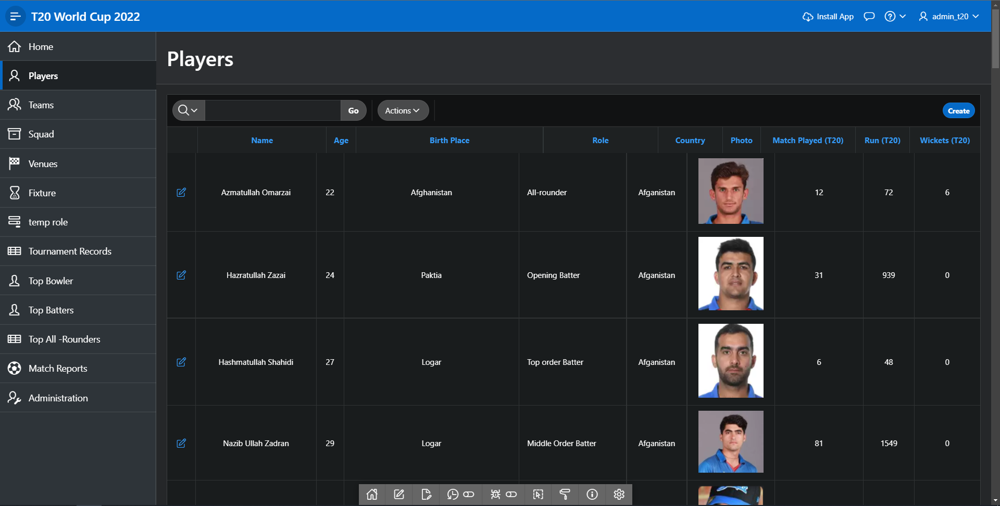 T20 World Cup 2022
Install App
admin_t20
Home
Players
Teams
Squad
Venues
Fixture
temp role
Tournament Records
Top Bowler
Top Batters
Top All -Rounders
Match Reports
Administration
Players
Go
Actions
Create
Name Age Birth Place Role Country Photo Match Played (T20) Run (T20) Wickets (T20)
Azmatullah Omarzai 22 Afghanistan All-rounder Afganistan 12 72 6
Hazratullah Zazai 24 Paktia Opening Batter Afganistan 31 939 0
Hashmatullah Shahidi 27 Logar Top order Batter Afganistan 6 48 0
Nazib Ullah Zadran 29 Logar Middle Order Batter Afganistan 81 1549 0